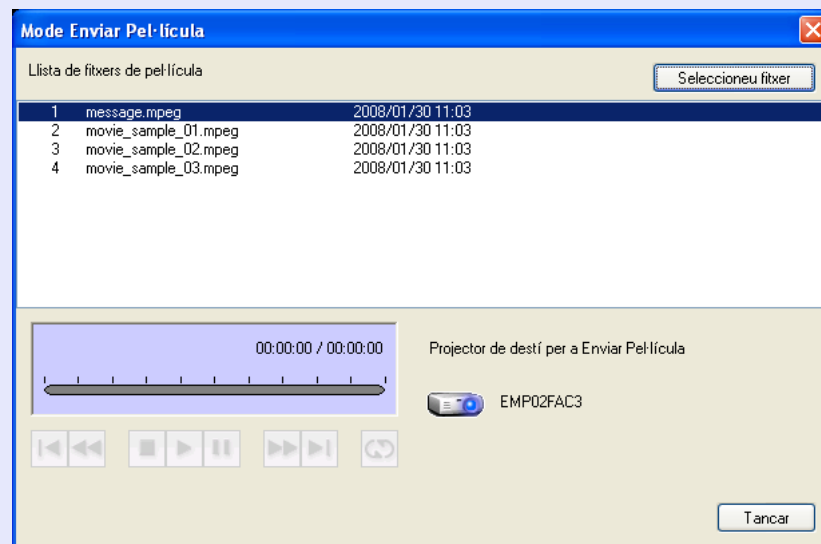 Mode Enviar Pel·lícula
Llista de fitxers de pel·lícula
Seleccioneu fitxer
1 message.mpeg 2008/01/30 11:03
2 movie_sample_01.mpeg 2008/01/30 11:03
3 movie_sample_02.mpeg 2008/01/30 11:03
4 movie_sample_03.mpeg 2008/01/30 11:03
00:00:00 / 00:00:00
Projector de destí per a Enviar Pel·lícula
EMP02FAC3
Tancar